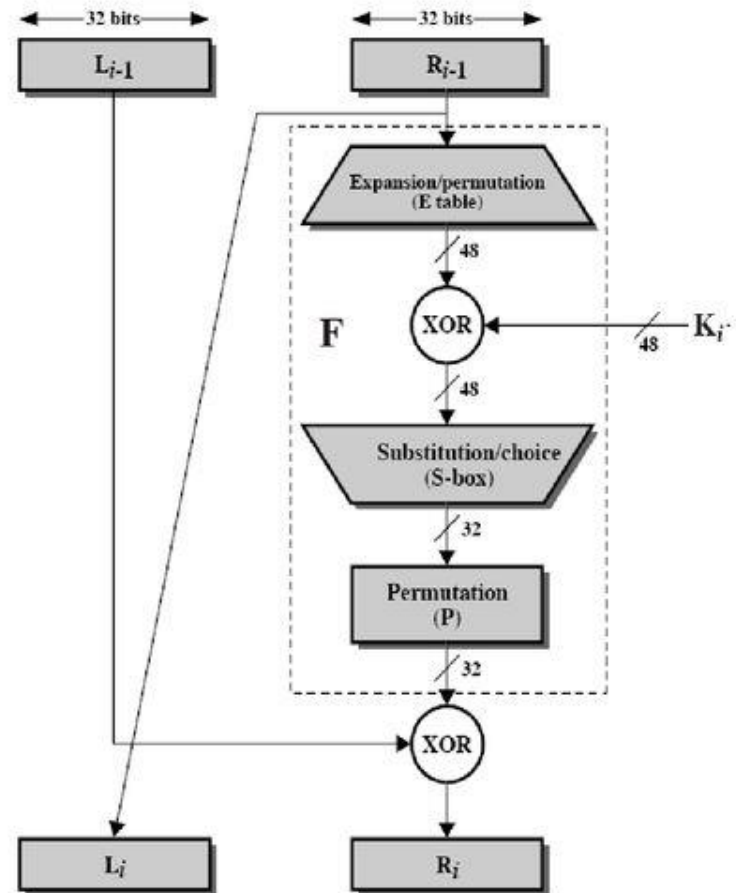 32 bits
32 bits
Li-1
Ri-1
Expansion/permutation
(E table)
48
F
XOR
48
Ki
48
Substitution/choice
(S-box)
32
Permutation
(P)
32
XOR
Li
Ri